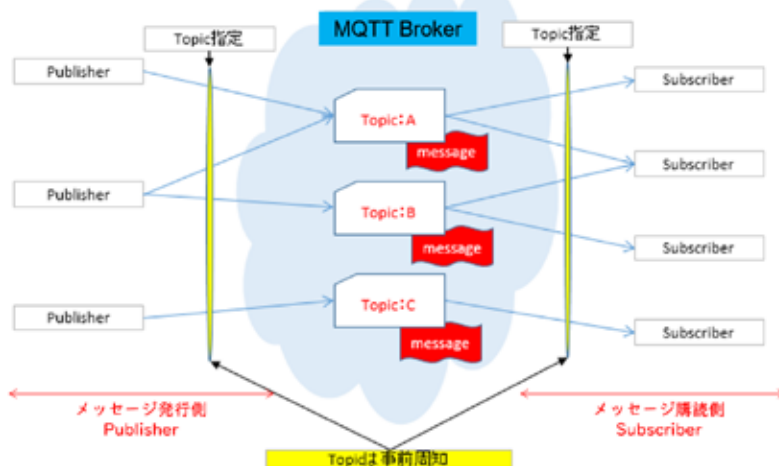 MQTT Broker
Topic指定
Topic指定
Publisher
Subscriber
Topic:A
message
Subscriber
Publisher
Topic:B
message
Subscriber
Topic:C
Publisher
message
Subscriber
メッセージ発行側
Publisher
メッセージ購読側
Subscriber
Topicは事前周知